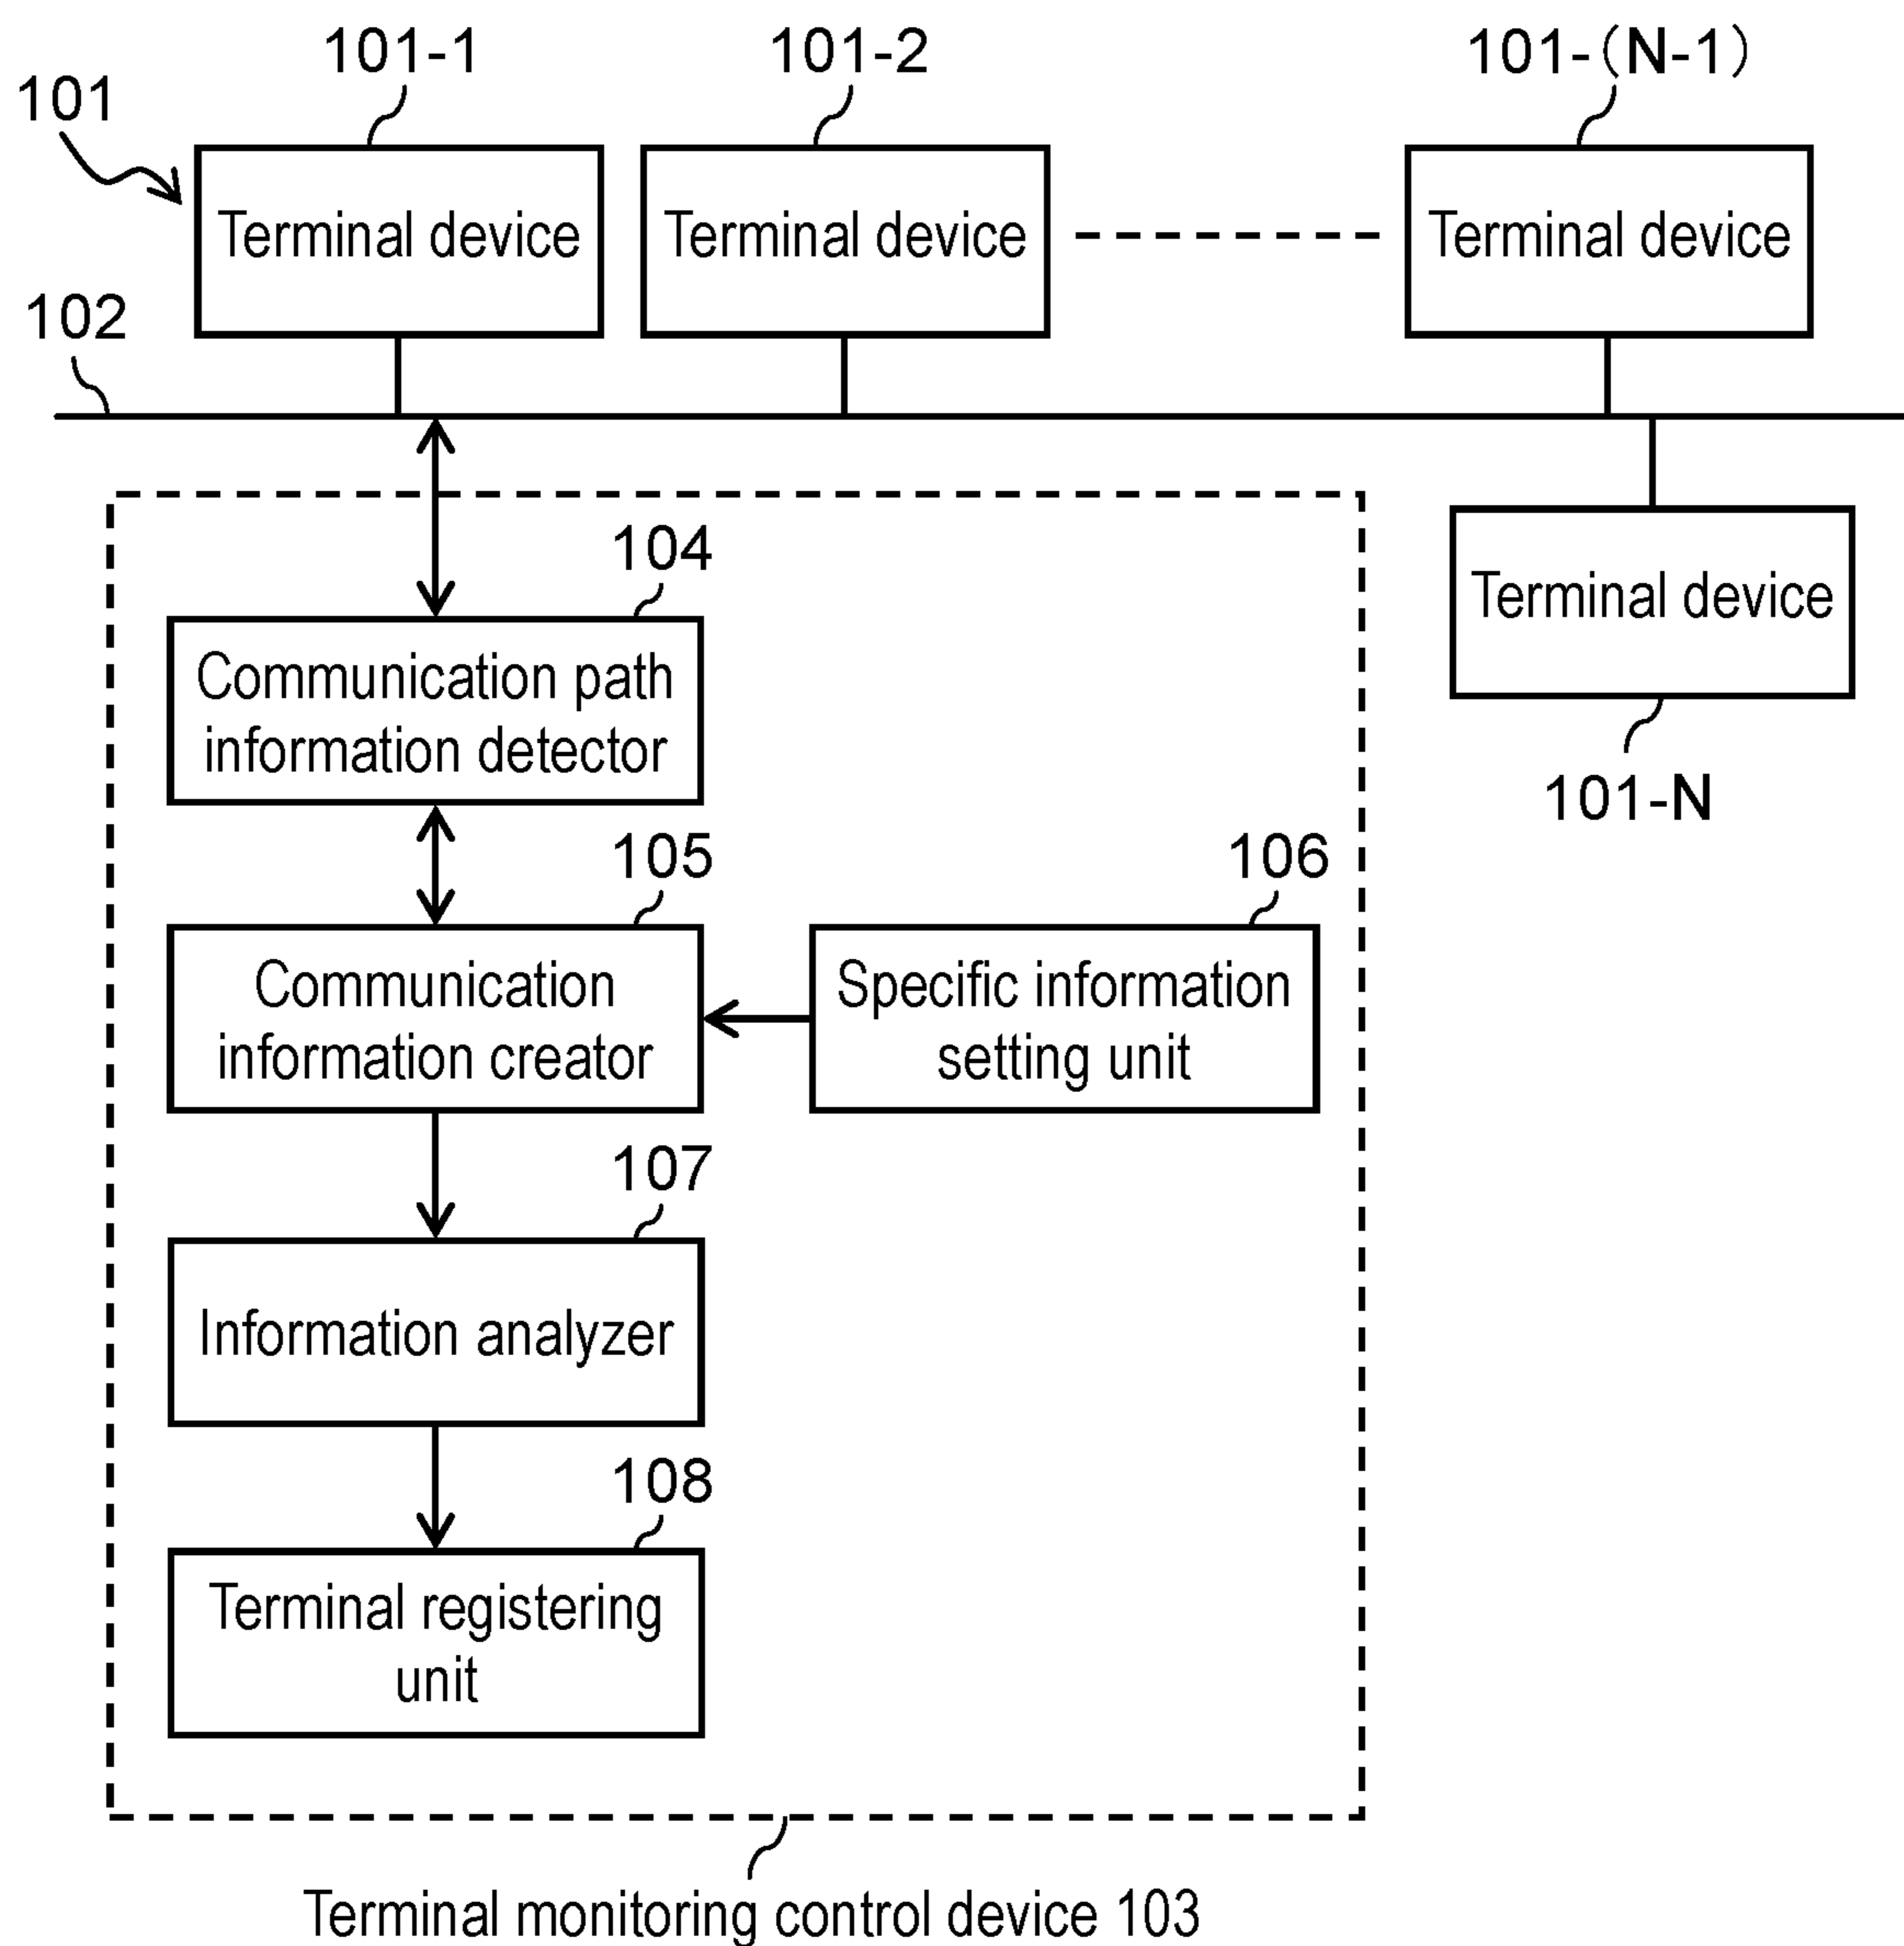 101-1
101-2
101-(N-1)
101
Terminal device
Terminal device
Terminal device
102
104
Terminal device
Communication path
information detector
101-N
105
106
Communication
information creator
Specific information
setting unit
107
Information analyzer
108
Terminal registering
unit
Terminal monitoring control device 103